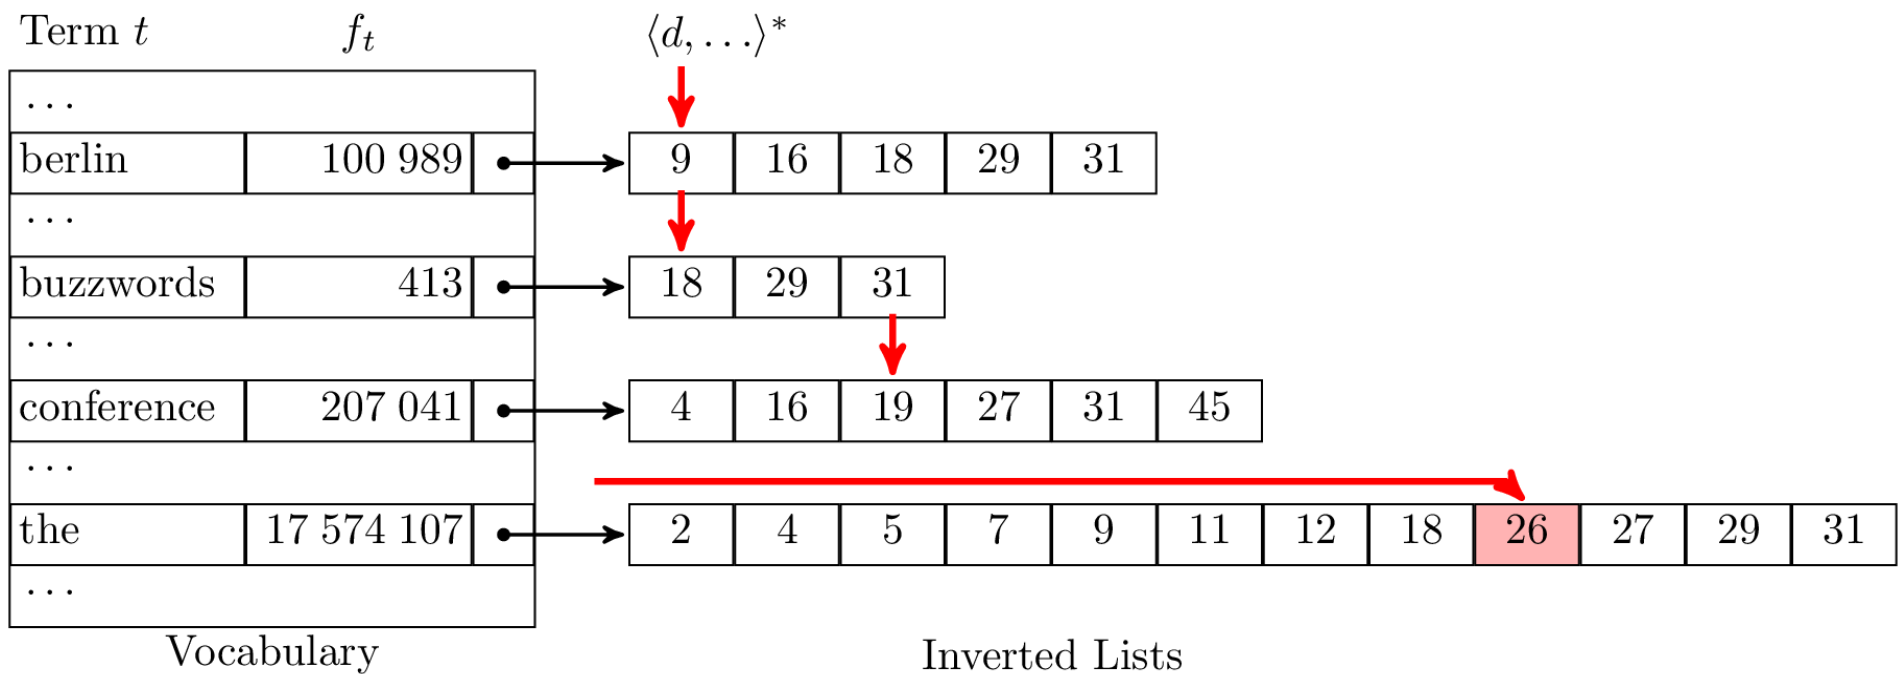 Term t f_t ⟨d, . . .⟩*
. . .
berlin 100 989 9 16 18 29 31
. . .
buzzwords 413 18 29 31
. . .
conference 207 041 4 16 19 27 31 45
. . .
the 17 574 107 2 4 5 7 9 11 12 18 26 27 29 31
. . .
Vocabulary Inverted Lists